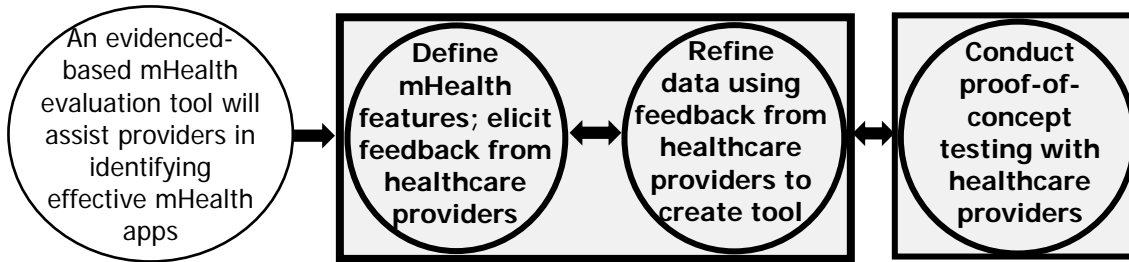 An evidenced-
based mHealth
evaluation tool will
assist providers in
identifying
effective mHealth
apps
Define
mHealth
features; elicit
feedback from
healthcare
providers
Refine
data using
feedback from
healthcare
providers to
create tool
Conduct
proof-of-
concept
testing with
healthcare
providers